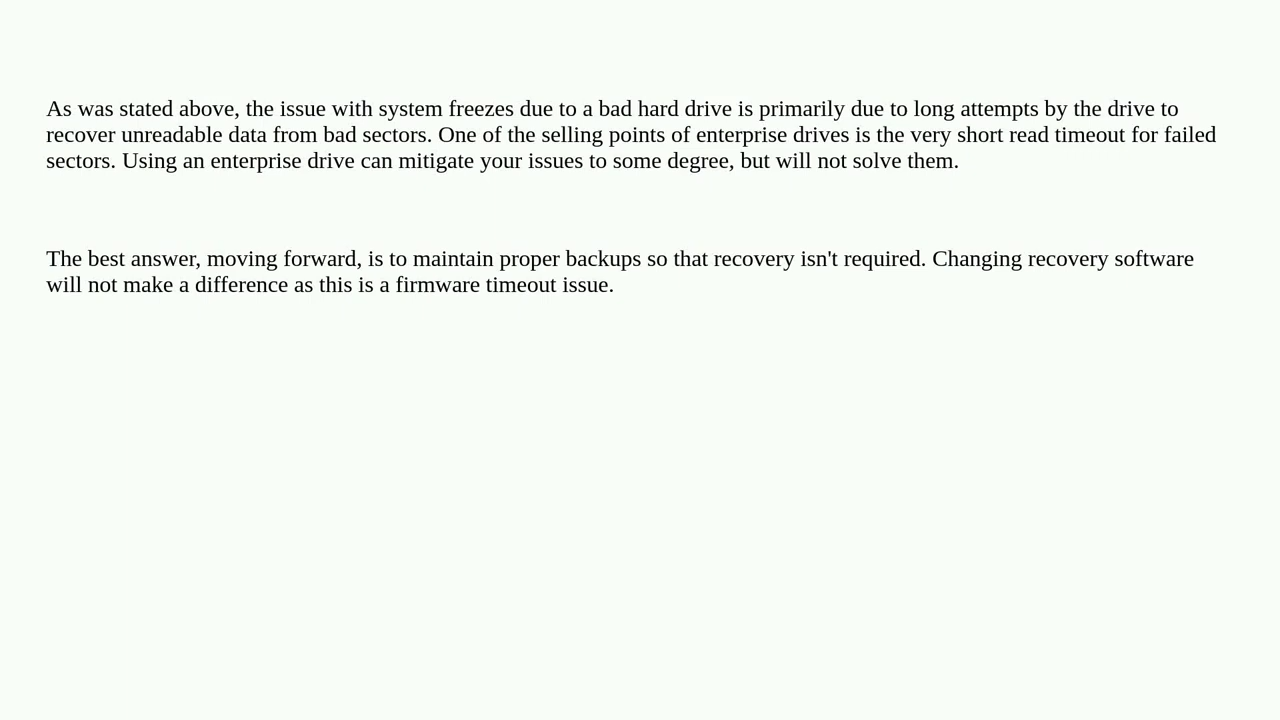 As was stated above, the issue with system freezes due to a bad hard drive is primarily due to long attempts by the drive to
recover unreadable data from bad sectors. One of the selling points of enterprise drives is the very short read timeout for failed
sectors. Using an enterprise drive can mitigate your issues to some degree, but will not solve them.
The best answer, moving forward, is to maintain proper backups so that recovery isn't required. Changing recovery software
will not make a difference as this is a firmware timeout issue.